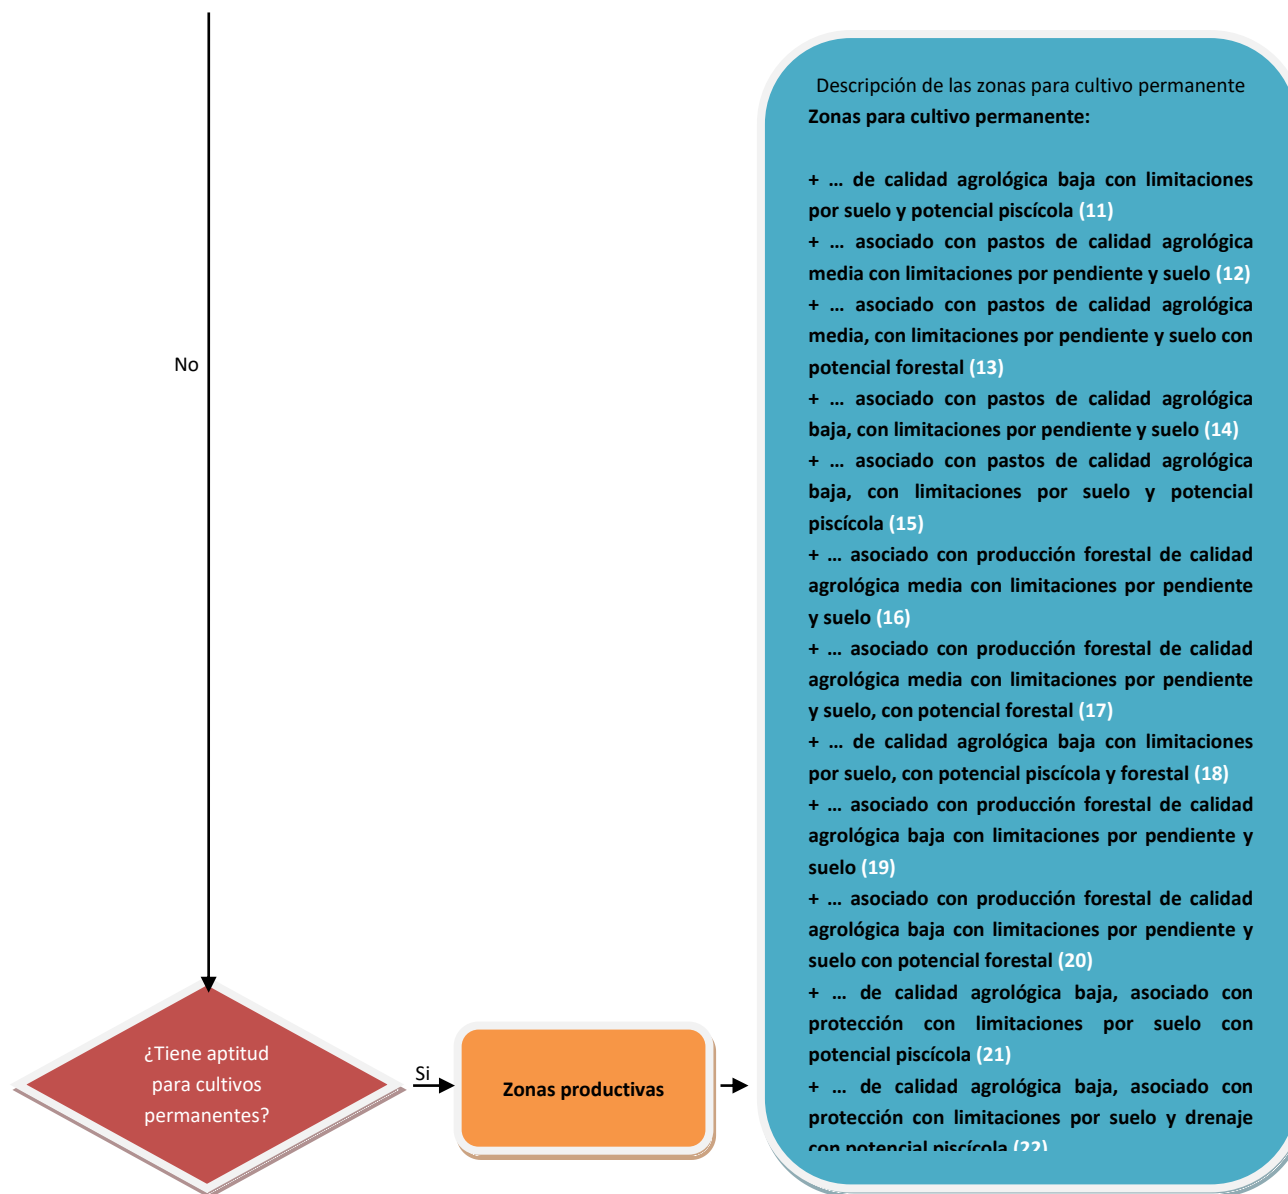 Descripción de las zonas para cultivo permanente
Zonas para cultivo permanente:
+ ... de calidad agrológica baja con limitaciones
por suelo y potencial piscícola (11)
+ ... asociado con pastos de calidad agrológica
media con limitaciones por pendiente y suelo (12)
+ ... asociado con pastos de calidad agrológica
media, con limitaciones por pendiente y suelo con
potencial forestal (13)
+ ... asociado con pastos de calidad agrológica
baja, con limitaciones por pendiente y suelo (14)
+ ... asociado con pastos de calidad agrológica
baja, con limitaciones por suelo y potencial
piscícola (15)
+ ... asociado con producción forestal de calidad
agrológica media con limitaciones por pendiente
y suelo (16)
+ ... asociado con producción forestal de calidad
agrológica media con limitaciones por pendiente
y suelo, con potencial forestal (17)
+ ... de calidad agrológica baja con limitaciones
por suelo, con potencial piscícola y forestal (18)
+ ... asociado con producción forestal de calidad
agrológica baja con limitaciones por pendiente y
suelo (19)
+ ... asociado con producción forestal de calidad
agrológica baja con limitaciones por pendiente y
suelo con potencial forestal (20)
+ ... de calidad agrológica baja, asociado con
protección con limitaciones por suelo con
potencial piscícola (21)
+ ... de calidad agrológica baja, asociado con
protección con limitaciones por suelo y drenaje
con potencial piscícola (22)
No
¿Tiene aptitud
para cultivos
permanentes?
Si
Zonas productivas